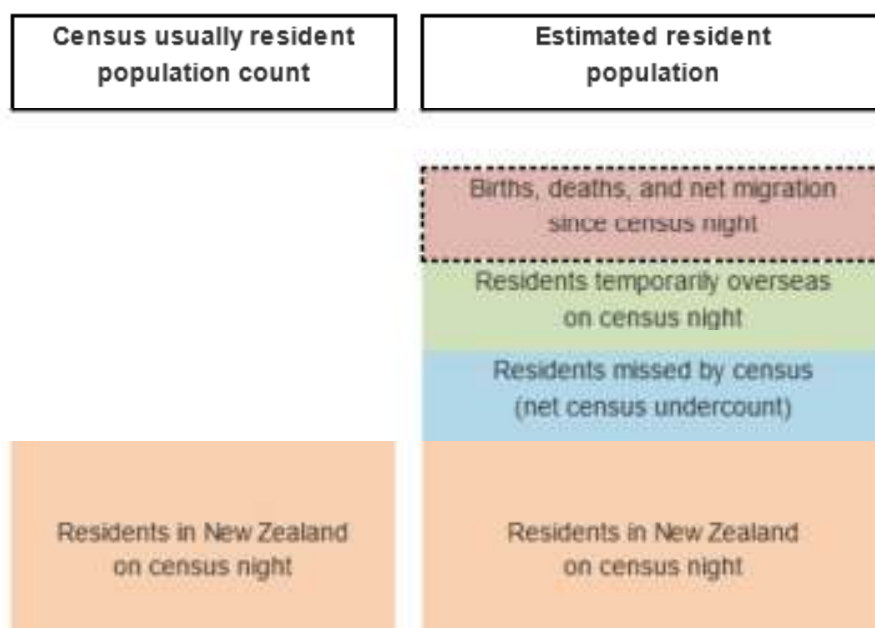 Census usually resident
population count
Estimated resident
population
Births, deaths, and net migration
since census night
Residents temporarily overseas
on census night
Residents missed by census
(net census undercount)
Residents in New Zealand
on census night
Residents in New Zealand
on census night